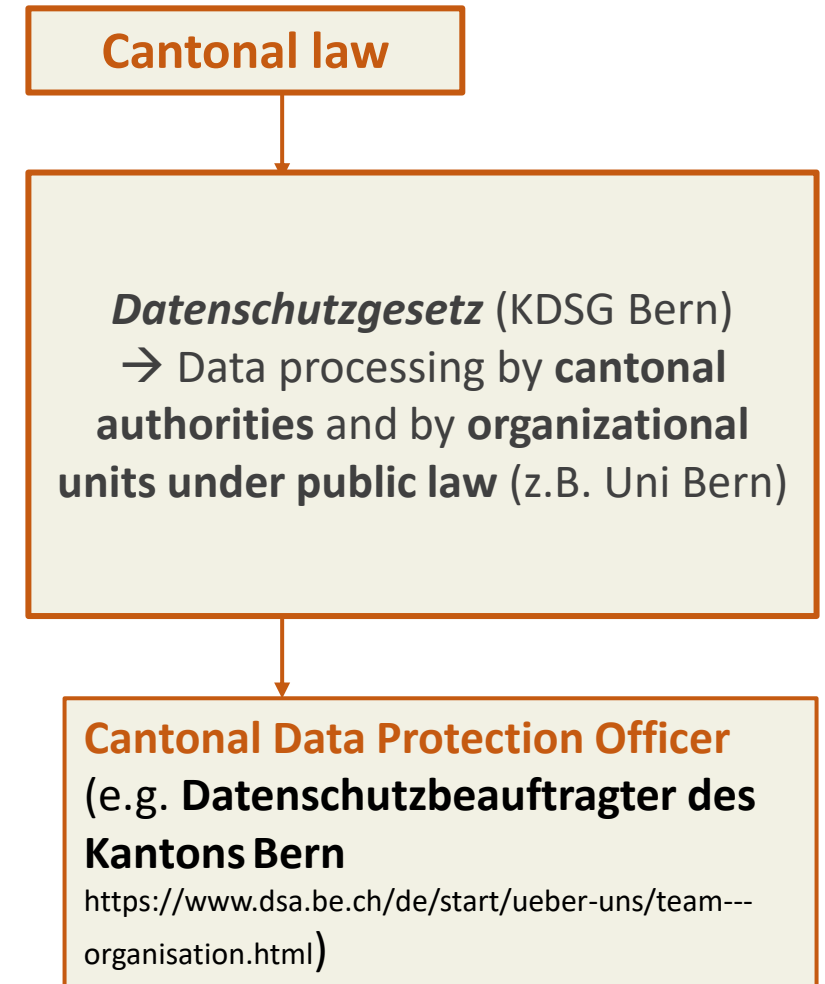 Cantonal law
Datenschutzgesetz (KDSG Bern)
→ Data processing by cantonal
authorities and by organizational
units under public law (z.B. Uni Bern)
Cantonal Data Protection Officer
(e.g. Datenschutzbeauftragter des
Kantons Bern
https://www.dsa.be.ch/de/start/ueber-uns/team---
organisation.html)